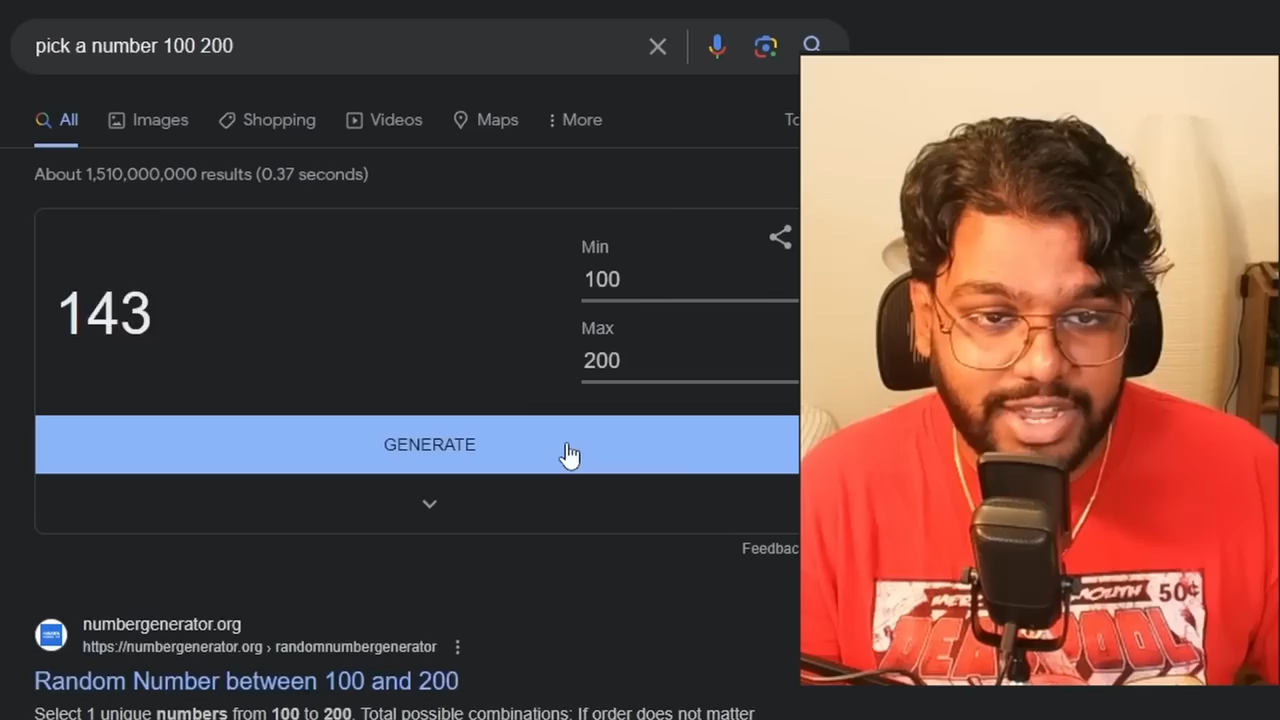 pick a number 100 200
All
Images
Shopping
Videos
Maps
More
About 1,510,000,000 results (0.37 seconds)
Min
100
143
Max
200
GENERATE
Feedbac
numbergenerator.org
https://numbergenerator.org › randomnumbergenerator
Random Number between 100 and 200
Select 1 unique numbers from 100 to 200. Total possible combinations: If order does not matter
MOUTH
50¢